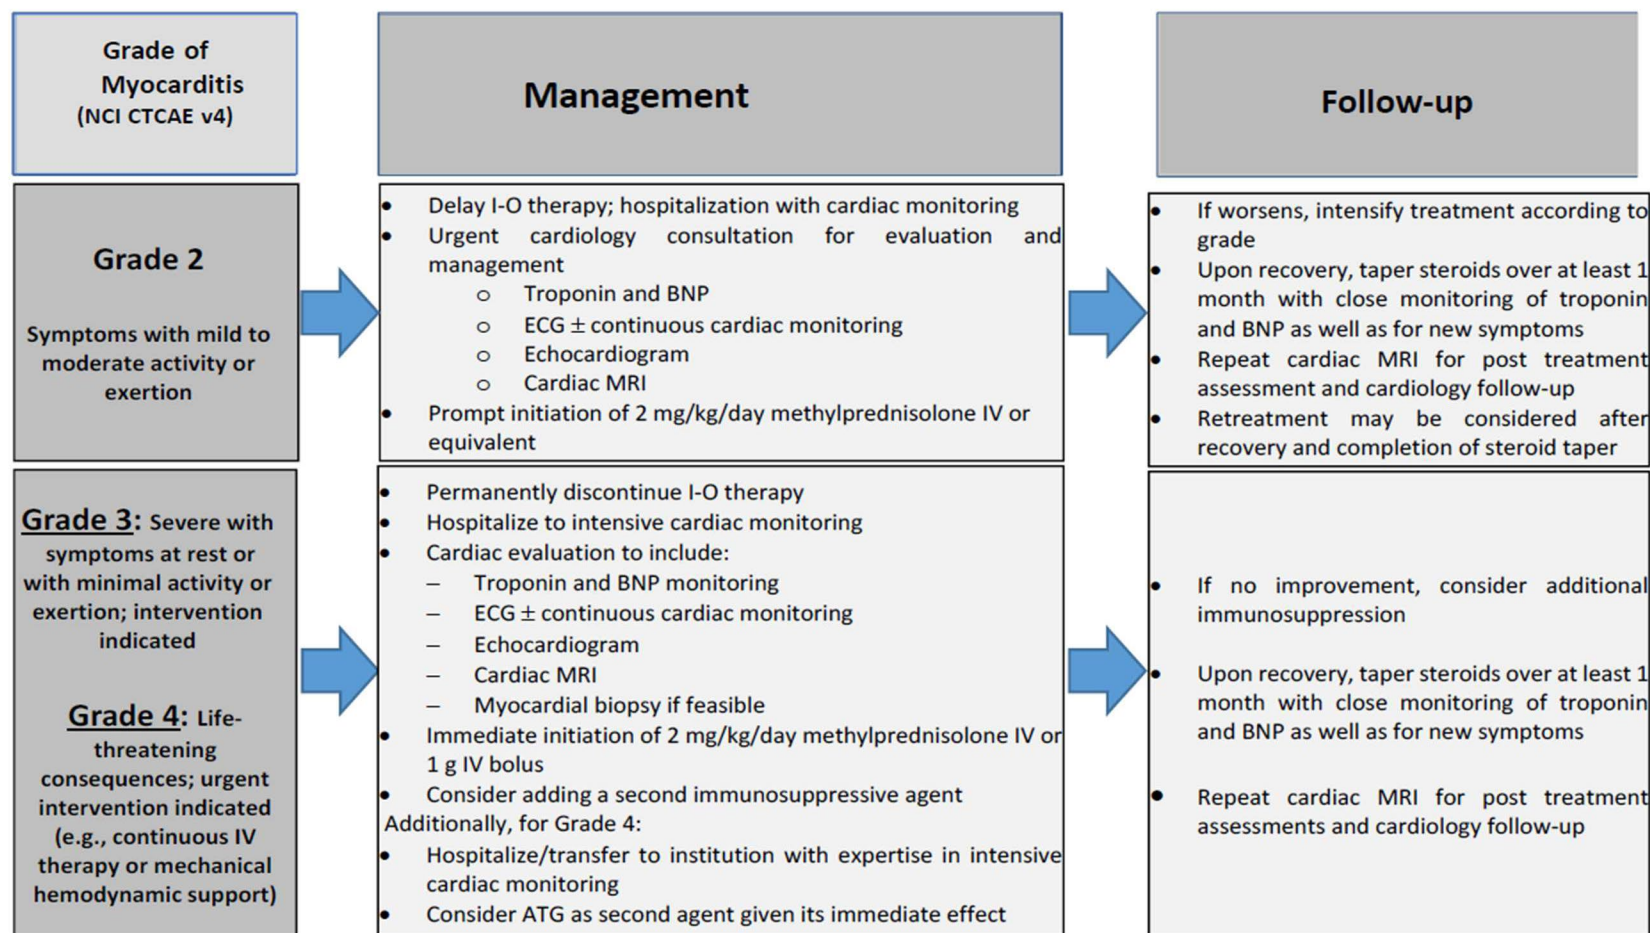 Grade of
Myocarditis
(NCI CTCAE v4)
Management
Follow-up
Grade 2
Symptoms with mild to
moderate activity or
exertion
• Delay I-O therapy; hospitalization with cardiac monitoring
• Urgent cardiology consultation for evaluation and
management
o Troponin and BNP
o ECG ± continuous cardiac monitoring
o Echocardiogram
o Cardiac MRI
• Prompt initiation of 2 mg/kg/day methylprednisolone IV or
equivalent
• If worsens, intensify treatment according to
grade
• Upon recovery, taper steroids over at least 1
month with close monitoring of troponin
and BNP as well as for new symptoms
• Repeat cardiac MRI for post treatment
assessment and cardiology follow-up
• Retreatment may be considered after
recovery and completion of steroid taper
Grade 3: Severe with
symptoms at rest or
with minimal activity or
exertion; intervention
indicated
Grade 4: Life-
threatening
consequences; urgent
intervention indicated
(e.g., continuous IV
therapy or mechanical
hemodynamic support)
• Permanently discontinue I-O therapy
• Hospitalize to intensive cardiac monitoring
• Cardiac evaluation to include:
– Troponin and BNP monitoring
– ECG ± continuous cardiac monitoring
– Echocardiogram
– Cardiac MRI
– Myocardial biopsy if feasible
• Immediate initiation of 2 mg/kg/day methylprednisolone IV or
1 g IV bolus
• Consider adding a second immunosuppressive agent
Additionally, for Grade 4:
• Hospitalize/transfer to institution with expertise in intensive
cardiac monitoring
• Consider ATG as second agent given its immediate effect
• If no improvement, consider additional
immunosuppression
• Upon recovery, taper steroids over at least 1
month with close monitoring of troponin
and BNP as well as for new symptoms
• Repeat cardiac MRI for post treatment
assessments and cardiology follow-up